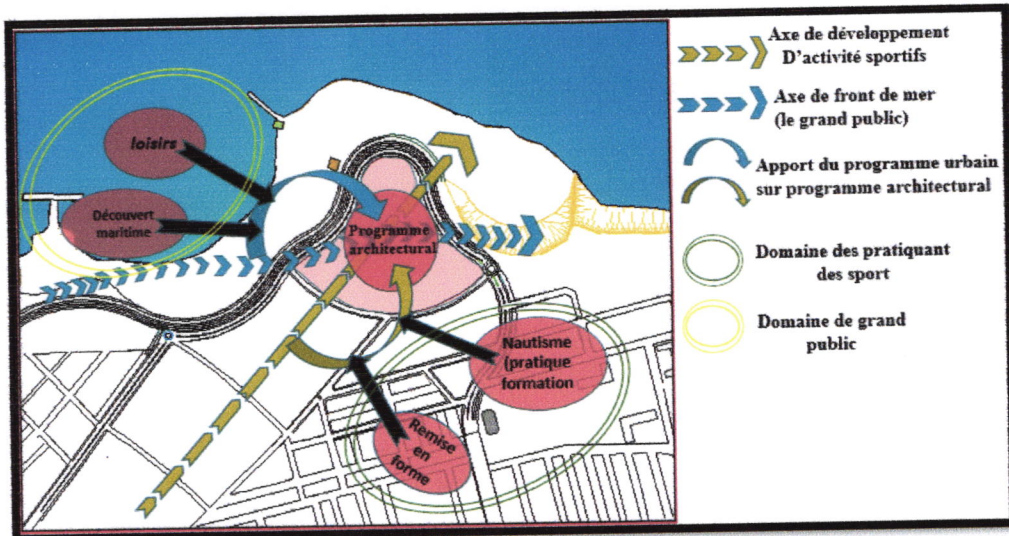 loisirs
Découvert
maritime
Programme
architectural
Nautisme
(pratique
formation
Remise
en
forme
Axe de développement
D'activité sportifs
Axe de front de mer
(le grand public)
Apport du programme urbain
sur programme architectural
Domaine des pratiquant
des sport
Domaine de grand
public